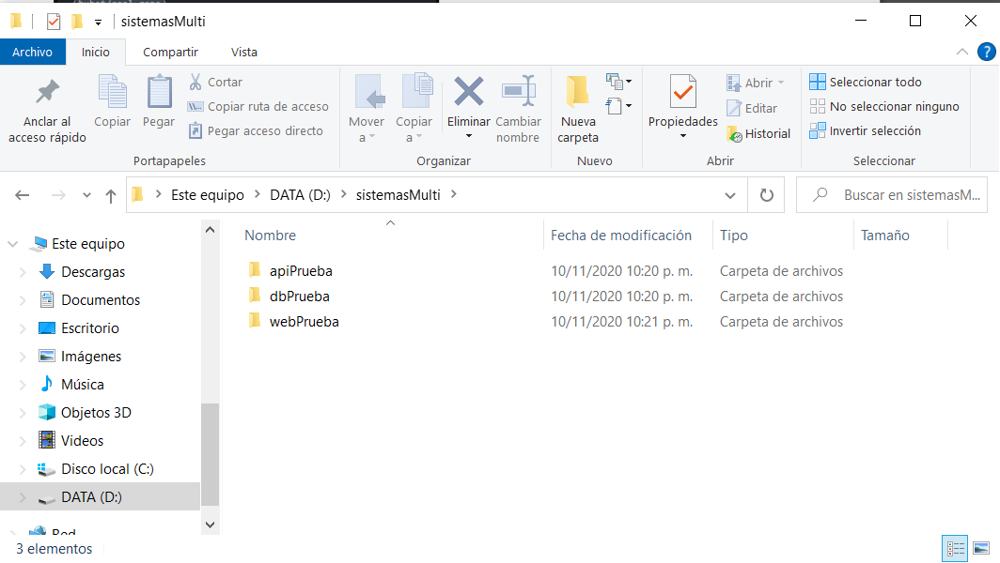 sistemasMulti
Archivo Inicio Compartir Vista
Anclar al acceso rápido
Copiar
Pegar
Cortar
Copiar ruta de acceso
Pegar acceso directo
Portapapeles
Mover a
Copiar a
Eliminar
Cambiar nombre
Organizar
Nueva carpeta
Nuevo
Propiedades
Abrir
Editar
Historial
Abrir
Seleccionar todo
No seleccionar ninguno
Invertir selección
Seleccionar
Este equipo > DATA (D:) > sistemasMulti >
Buscar en sistemasM...
Este equipo
Descargas
Documentos
Escritorio
Imágenes
Música
Objetos 3D
Videos
Disco local (C:)
DATA (D:)
Red
Nombre Fecha de modificación Tipo Tamaño
apiPrueba 10/11/2020 10:20 p. m. Carpeta de archivos
dbPrueba 10/11/2020 10:20 p. m. Carpeta de archivos
webPrueba 10/11/2020 10:21 p. m. Carpeta de archivos
3 elementos